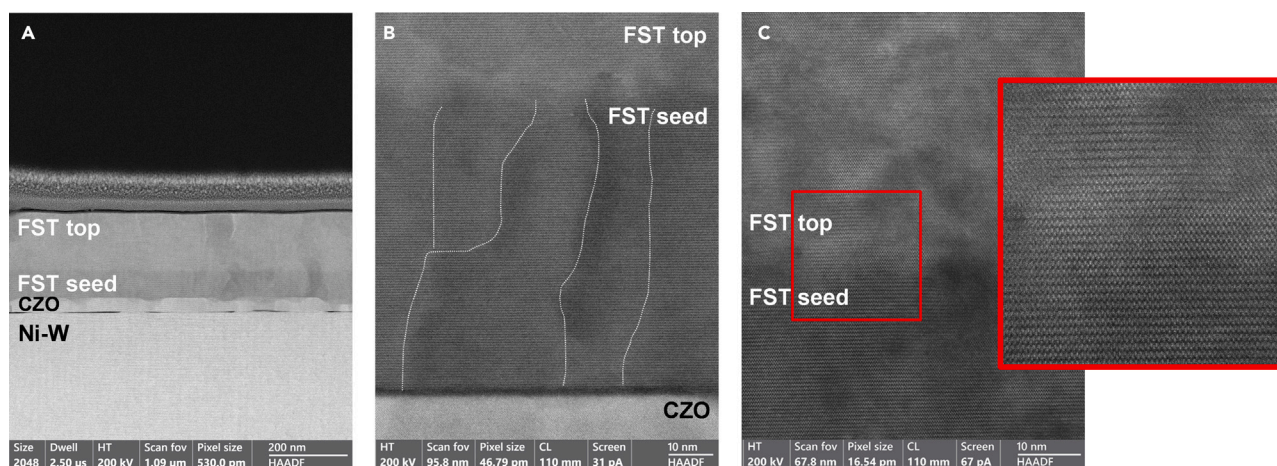 A
FST top
FST seed
CZO
Ni-W
Size Dwell HT Scan fov Pixel size 200 nm
2048 2.50 us 200 kV 1.09 µm 530.0 pm HAADF
B
FST top
FST seed
CZO
HT Scan fov Pixel size CL Screen 10 nm
200 kV 95.8 nm 46.79 pm 110 mm 31 pA HAADF
C
FST top
FST seed
HT Scan fov Pixel size CL Screen 10 nm
200 kV 67.8 nm 16.54 pm 110 mm 67 pA HAADF